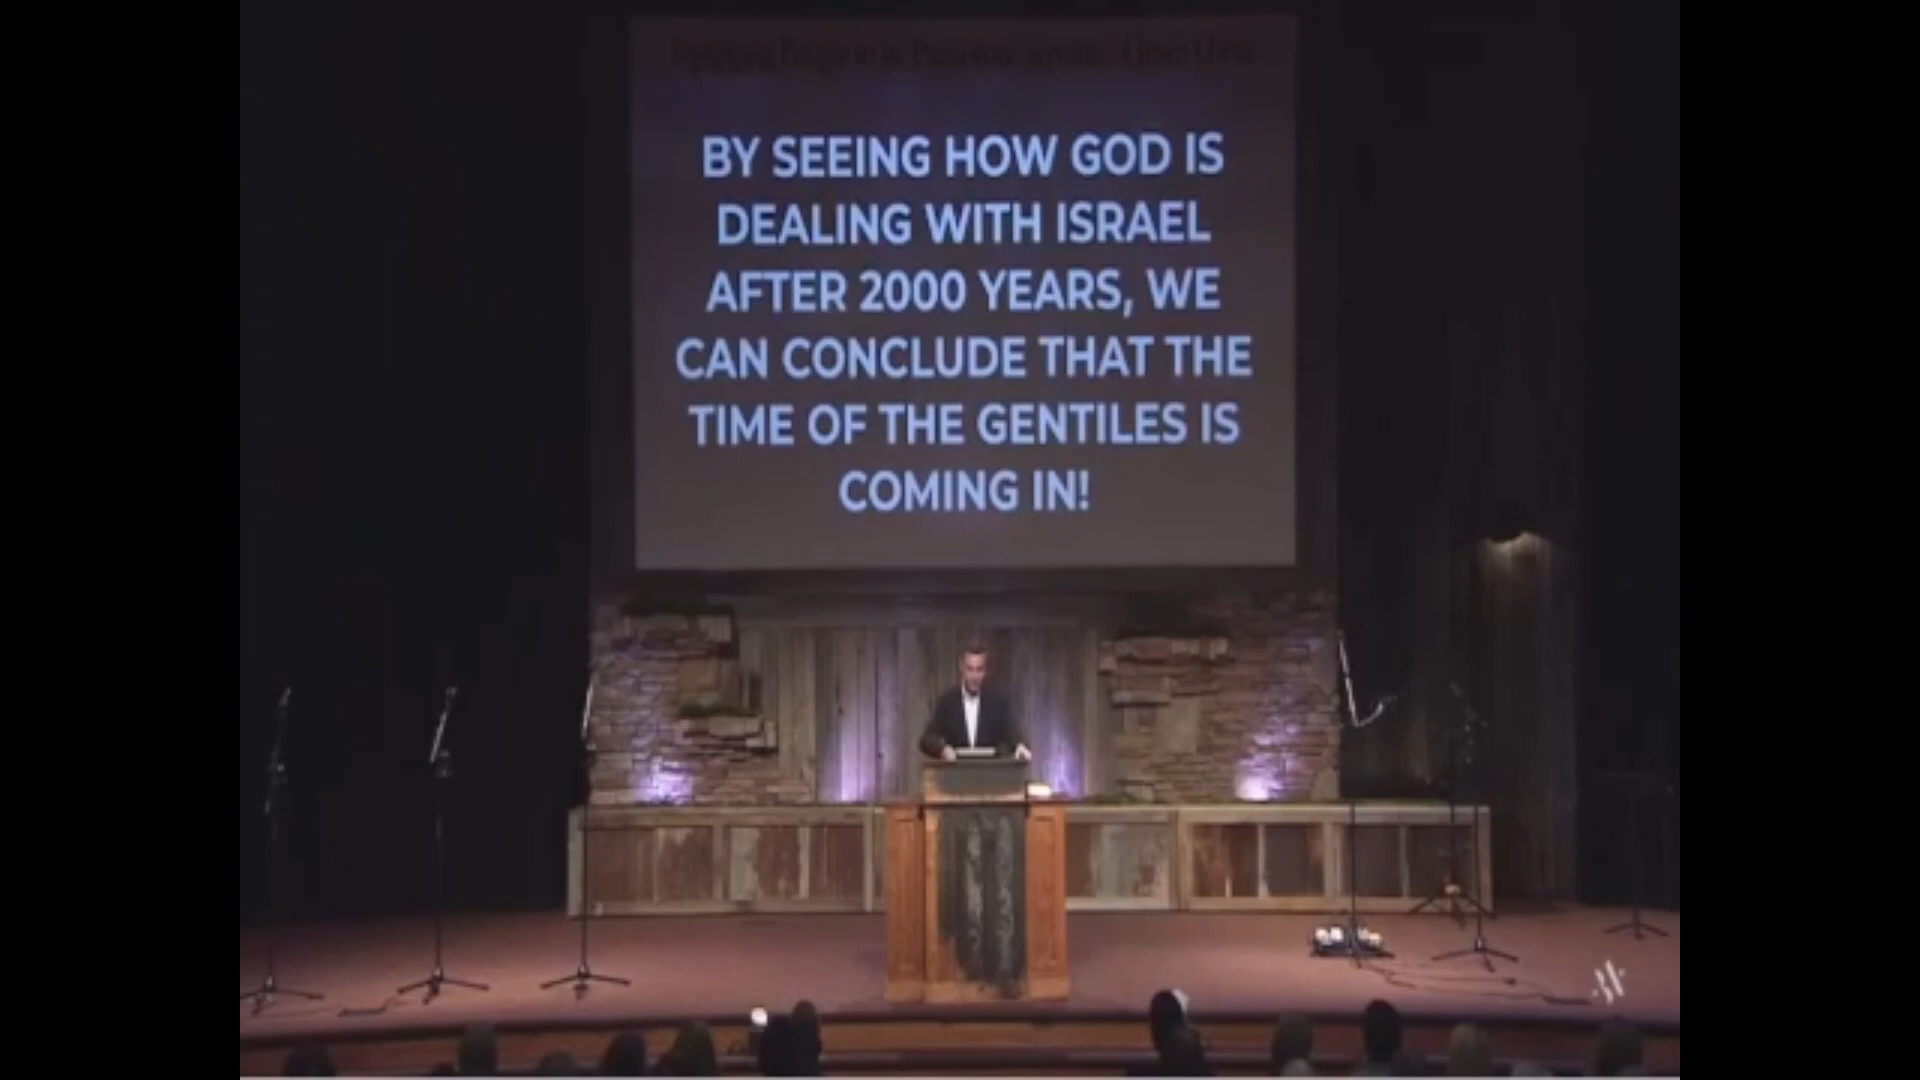 BY SEEING HOW GOD IS
DEALING WITH ISRAEL
AFTER 2000 YEARS, WE
CAN CONCLUDE THAT THE
TIME OF THE GENTILES IS
COMING IN!